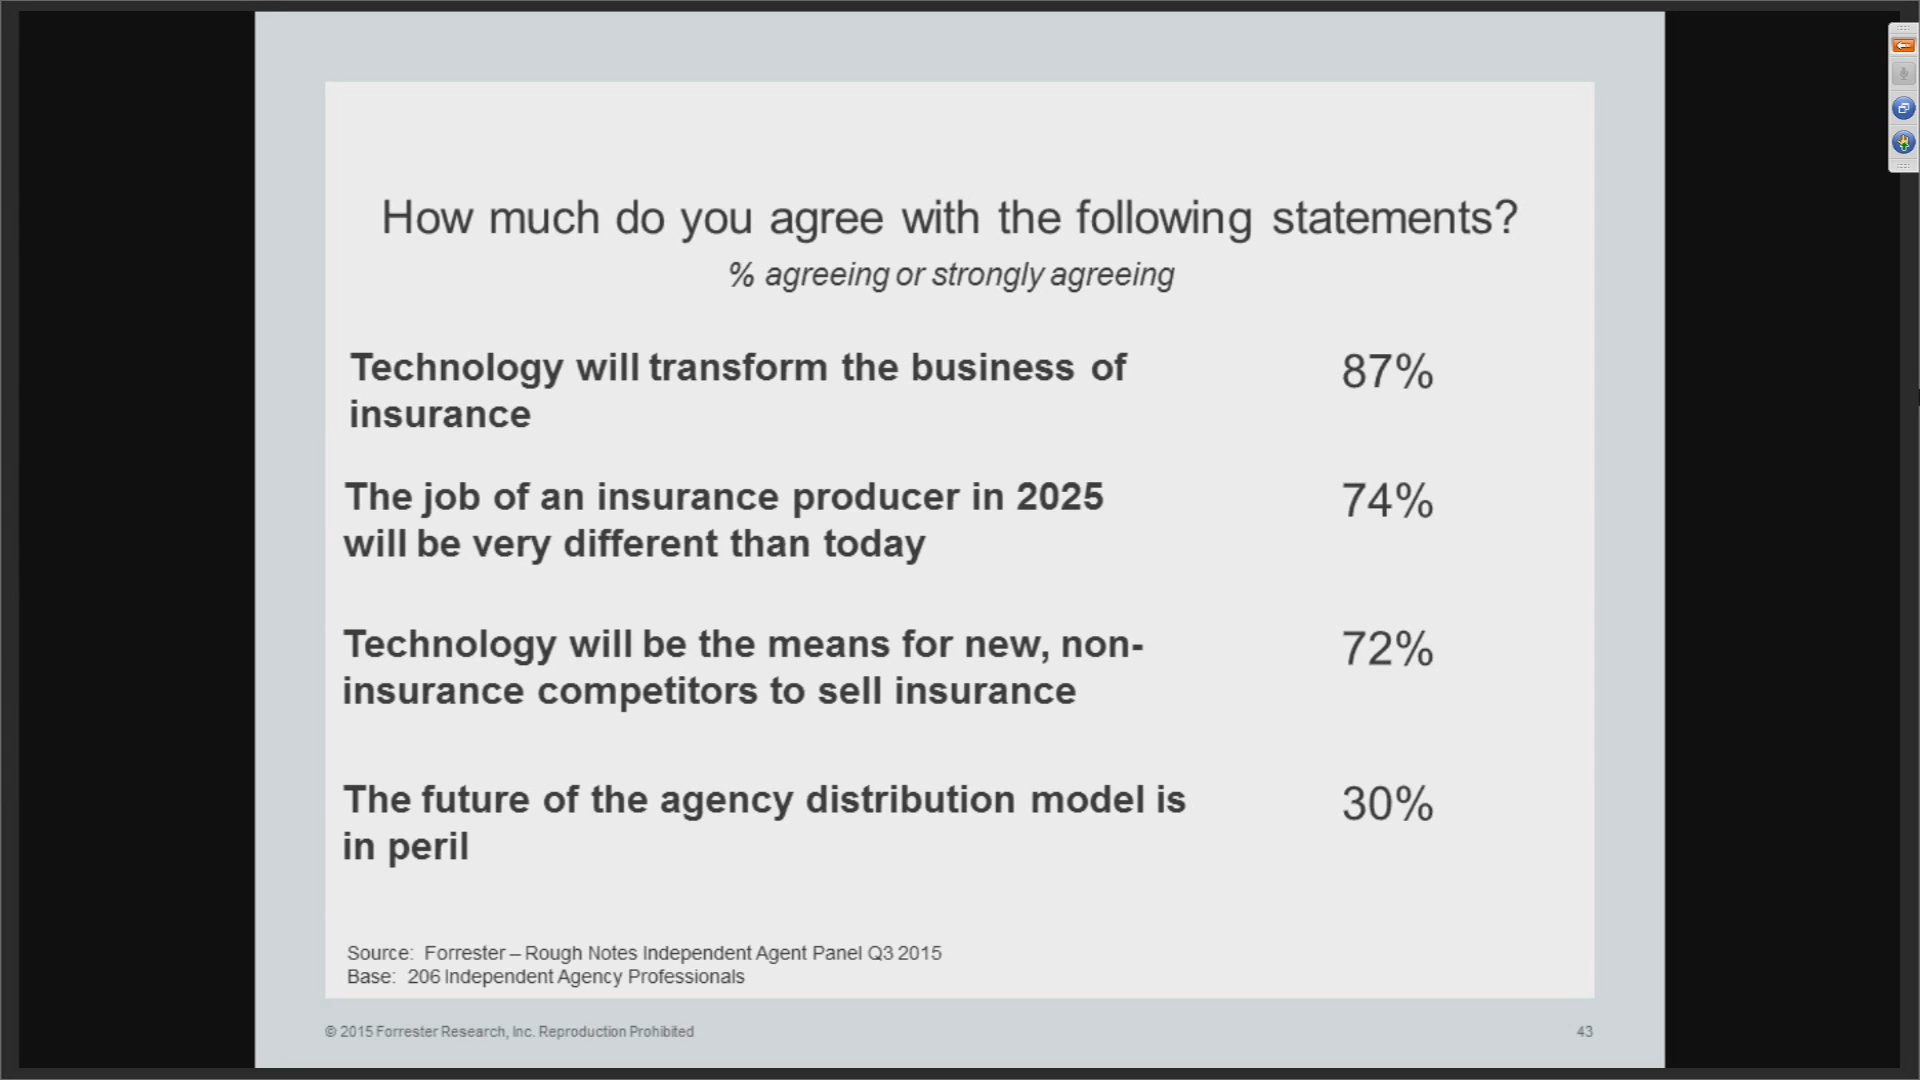 How much do you agree with the following statements?
% agreeing or strongly agreeing
Technology will transform the business of
insurance
87%
The job of an insurance producer in 2025
will be very different than today
74%
Technology will be the means for new, non-
insurance competitors to sell insurance
72%
The future of the agency distribution model is
in peril
30%
Source: Forrester – Rough Notes Independent Agent Panel Q3 2015
Base: 206 Independent Agency Professionals
© 2015 Forrester Research, Inc. Reproduction Prohibited
43